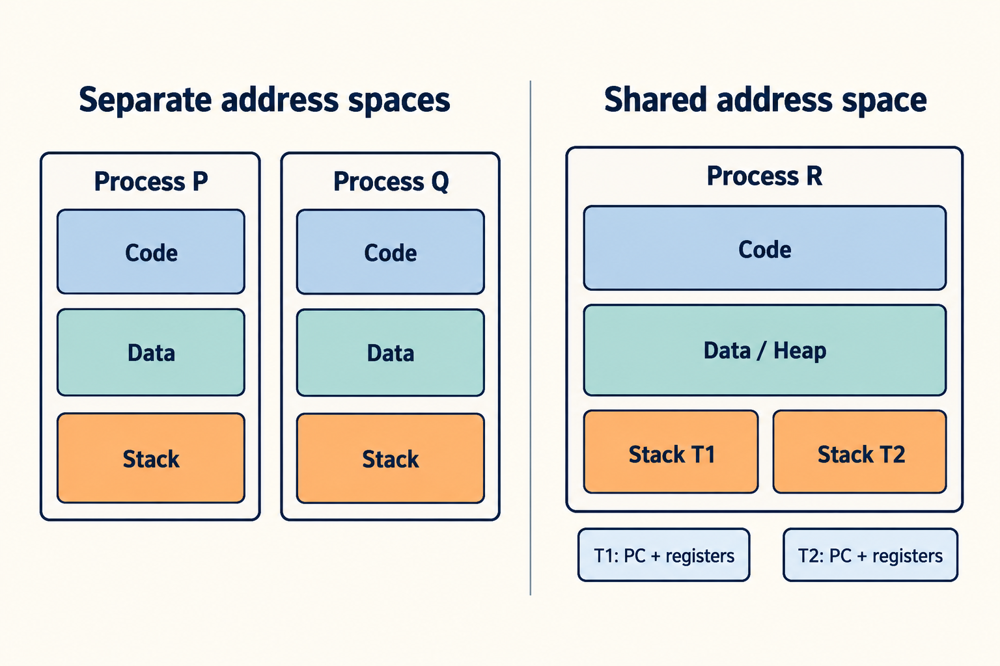 Separate address spaces
Process P
Code
Data
Stack
Process Q
Code
Data
Stack
Shared address space
Process R
Code
Data / Heap
Stack T1
Stack T2
T1: PC + registers
T2: PC + registers